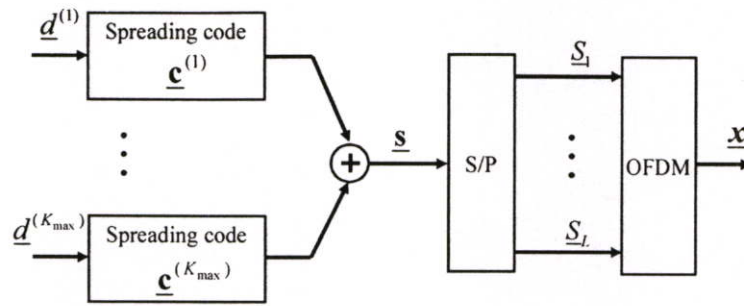 d^(1)
Spreading code
c^(1)
S_1
s
S/P
OFDM
x
d^(K_max)
Spreading code
c^(K_max)
S_L